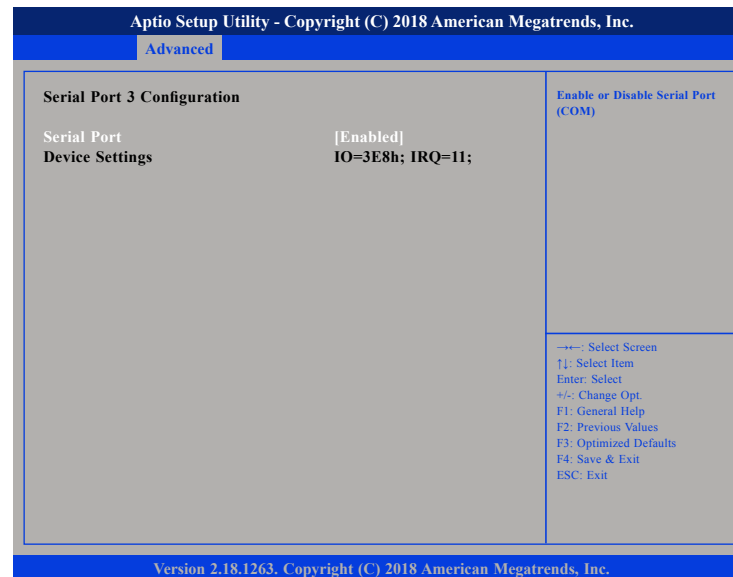 Aptio Setup Utility - Copyright (C) 2018 American Megatrends, Inc.
Advanced
Serial Port 3 Configuration
Serial Port [Enabled]
Device Settings IO=3E8h; IRQ=11;
Enable or Disable Serial Port
(COM)
→←: Select Screen
↑↓: Select Item
Enter: Select
+/-: Change Opt.
F1: General Help
F2: Previous Values
F3: Optimized Defaults
F4: Save & Exit
ESC: Exit
Version 2.18.1263. Copyright (C) 2018 American Megatrends, Inc.